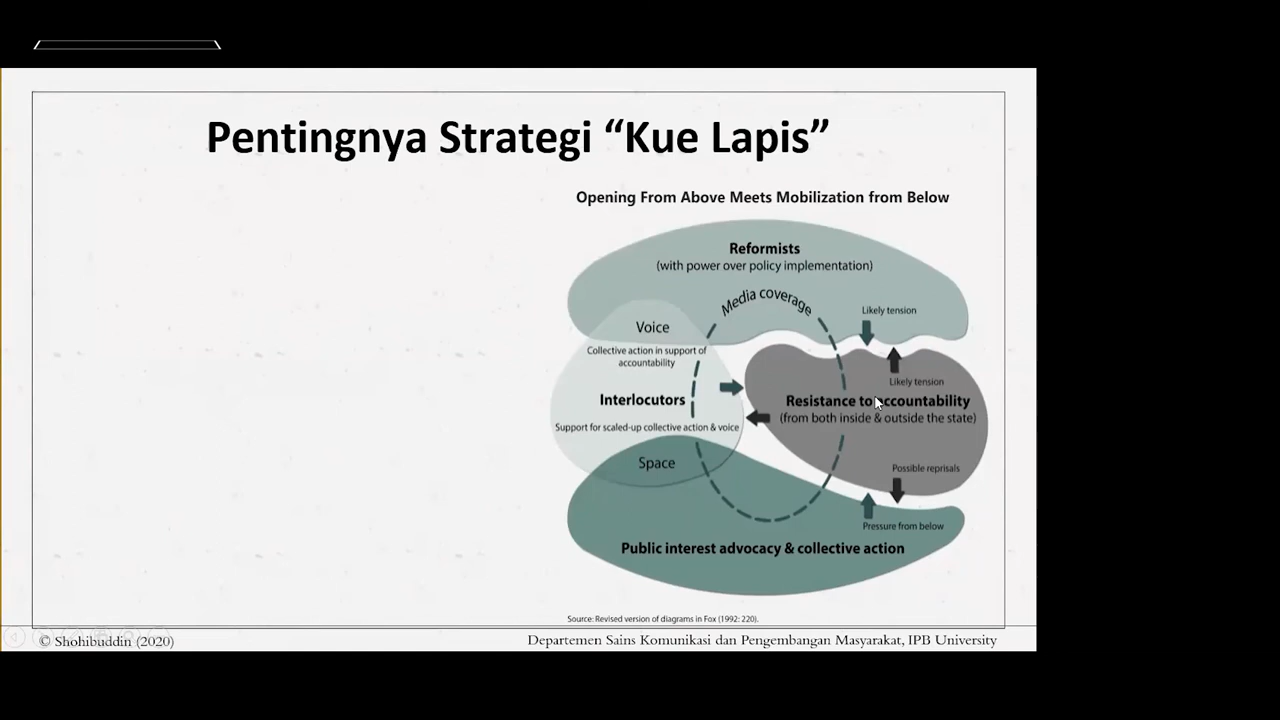 Pentingnya Strategi “Kue Lapis”
Opening From Above Meets Mobilization from Below
Reformists
(with power over policy implementation)
Media coverage
Likely tension
Voice
Collective action in support of
accountability
Likely tension
Interlocutors
Resistance to accountability
(from both inside & outside the state)
Support for scaled-up collective action & voice
Space
Possible reprisals
Pressure from below
Public interest advocacy & collective action
Source: Revised version of diagrams in Fox (1992: 220).
© Shohibuddin (2020)
Departemen Sains Komunikasi dan Pengembangan Masyarakat, IPB University